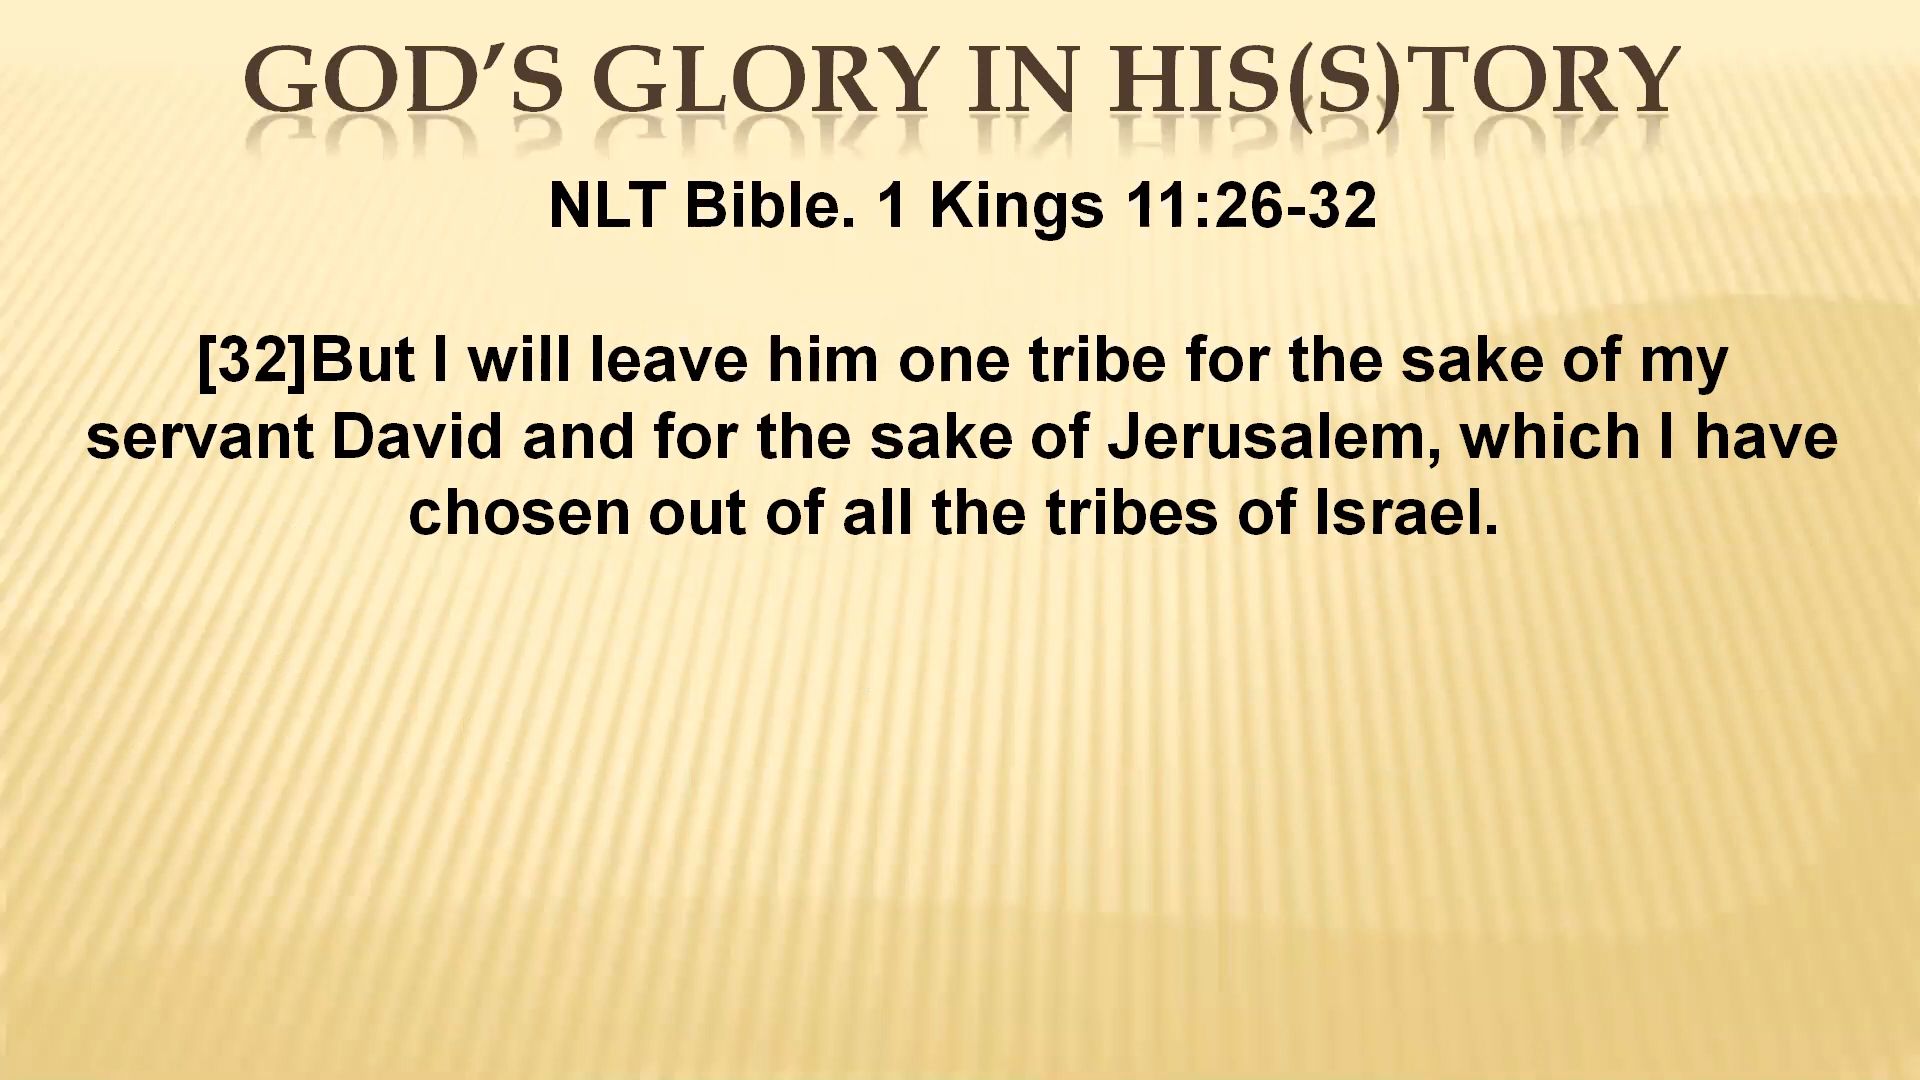 GOD’S GLORY IN HIS(S)TORY
NLT Bible. 1 Kings 11:26-32
[32]But I will leave him one tribe for the sake of my
servant David and for the sake of Jerusalem, which I have
chosen out of all the tribes of Israel.